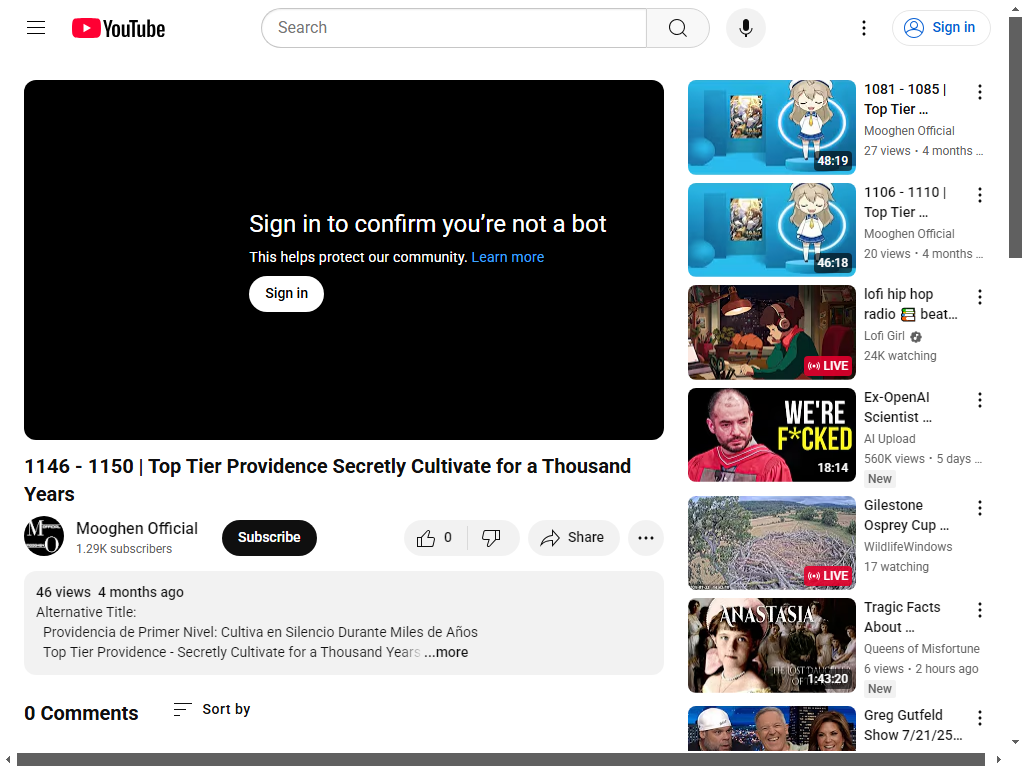 YouTube
Search
Sign in
Sign in to confirm you’re not a bot
This helps protect our community. Learn more
Sign in
1146 - 1150 | Top Tier Providence Secretly Cultivate for a Thousand
Years
Mooghen Official
1.29K subscribers
Subscribe
0
Share
46 views 4 months ago
Alternative Title:
Providencia de Primer Nivel: Cultiva en Silencio Durante Miles de Años
Top Tier Providence - Secretly Cultivate for a Thousand Years ...more
0 Comments
Sort by
48:19
1081 - 1085 |
Top Tier ...
Mooghen Official
27 views • 4 months ...
46:18
1106 - 1110 |
Top Tier ...
Mooghen Official
20 views • 4 months ...
LIVE
lofi hip hop
radio 📚 beat...
Lofi Girl
24K watching
WE'RE
F*CKED
18:14
Ex-OpenAI
Scientist ...
AI Upload
560K views • 5 days ...
New
LIVE
Gilestone
Osprey Cup ...
WildlifeWindows
17 watching
ANASTASIA
THE LOST DAUGHTER
1:43:20
Tragic Facts
About ...
Queens of Misfortune
6 views • 2 hours ago
New
Greg Gutfeld
Show 7/21/25...